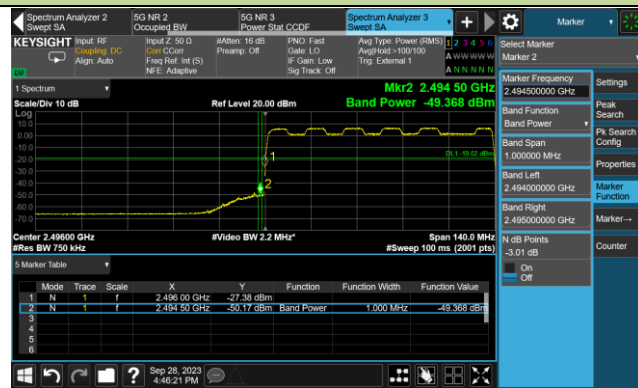 Spectrum Analyzer 2
Swept SA
5G NR 2
Occupied BW
5G NR 3
Power Stat CCDF
Spectrum Analyzer 3
Swept SA
Marker
KEYSIGHT
Input: RF
Coupling: DC
Align: Auto
Input Z: 50 Ω
Corr CCorr
Freq Ref: Int (S)
NFE: Adaptive
#Atten: 16 dB
Preamp: Off
PNO: Fast
Gate: LO
IF Gain: Low
Sig Track: Off
Avg Type: Power (RMS)
Avg|Hold:>100/100
Trig: External 1
1 2 3 4 5 6
A W W W W W
A N N N N N
Select Marker
Marker 2
1 Spectrum
Scale/Div 10 dB
Log
Ref Level 20.00 dBm
Mkr2 2.494 50 GHz
Band Power -49.368 dBm
10.0
0.00
-10.0
-20.0
-30.0
-40.0
-50.0
-60.0
1
2
DL1 -19.02 dBm
Center 2.49600 GHz
#Res BW 750 kHz
#Video BW 2.2 MHz*
Span 140.0 MHz
#Sweep 100 ms (2001 pts)
5 Marker Table
Mode Trace Scale X Y Function Function Width Function Value
1 N 1 f 2.496 00 GHz -27.38 dBm
2 N 1 f 2.494 50 GHz -50.17 dBm Band Power 1.000 MHz -49.368 dBm
3
4
5
6
Marker Frequency
2.494500000 GHz
Band Function
Band Power
Band Span
1.000000 MHz
Band Left
2.494000000 GHz
Band Right
2.495000000 GHz
N dB Points
-3.01 dB
On
Off
Settings
Peak
Search
Pk Search
Config
Properties
Marker
Function
Marker→
Counter
?
Sep 28, 2023
4:46:21 PM